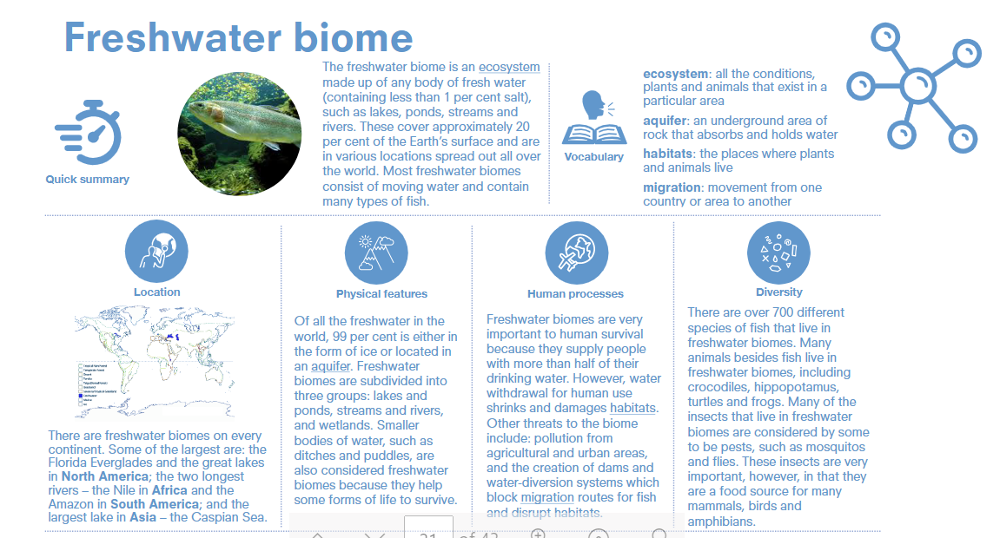 Freshwater biome
Quick summary
The freshwater biome is an ecosystem
made up of any body of fresh water
(containing less than 1 per cent salt),
such as lakes, ponds, streams and
rivers. These cover approximately 20
per cent of the Earth's surface and are
in various locations spread out all over
the world. Most freshwater biomes
consist of moving water and contain
many types of fish.
Vocabulary
ecosystem: all the conditions,
plants and animals that exist in a
particular area
aquifer: an underground area of
rock that absorbs and holds water
habitats: the places where plants
and animals live
migration: movement from one
country or area to another
Location
There are freshwater biomes on every
continent. Some of the largest are: the
Florida Everglades and the great lakes
in North America; the two longest
rivers – the Nile in Africa and the
Amazon in South America; and the
largest lake in Asia – the Caspian Sea.
Physical features
Of all the freshwater in the
world, 99 per cent is either in
the form of ice or located in
an aquifer. Freshwater
biomes are subdivided into
three groups: lakes and
ponds, streams and rivers,
and wetlands. Smaller
bodies of water, such as
ditches and puddles, are
also considered freshwater
biomes because they help
some forms of life to survive.
Human processes
Freshwater biomes are very
important to human survival
because they supply people
with more than half of their
drinking water. However, water
withdrawal for human use
shrinks and damages habitats.
Other threats to the biome
include: pollution from
agricultural and urban areas,
and the creation of dams and
water-diversion systems which
block migration routes for fish
and disrupt habitats.
Diversity
There are over 700 different
species of fish that live in
freshwater biomes. Many
animals besides fish live in
freshwater biomes, including
crocodiles, hippopotamus,
turtles and frogs. Many of the
insects that live in freshwater
biomes are considered by some
to be pests, such as mosquitos
and flies. These insects are very
important, however, in that they
are a food source for many
mammals, birds and
amphibians.
of